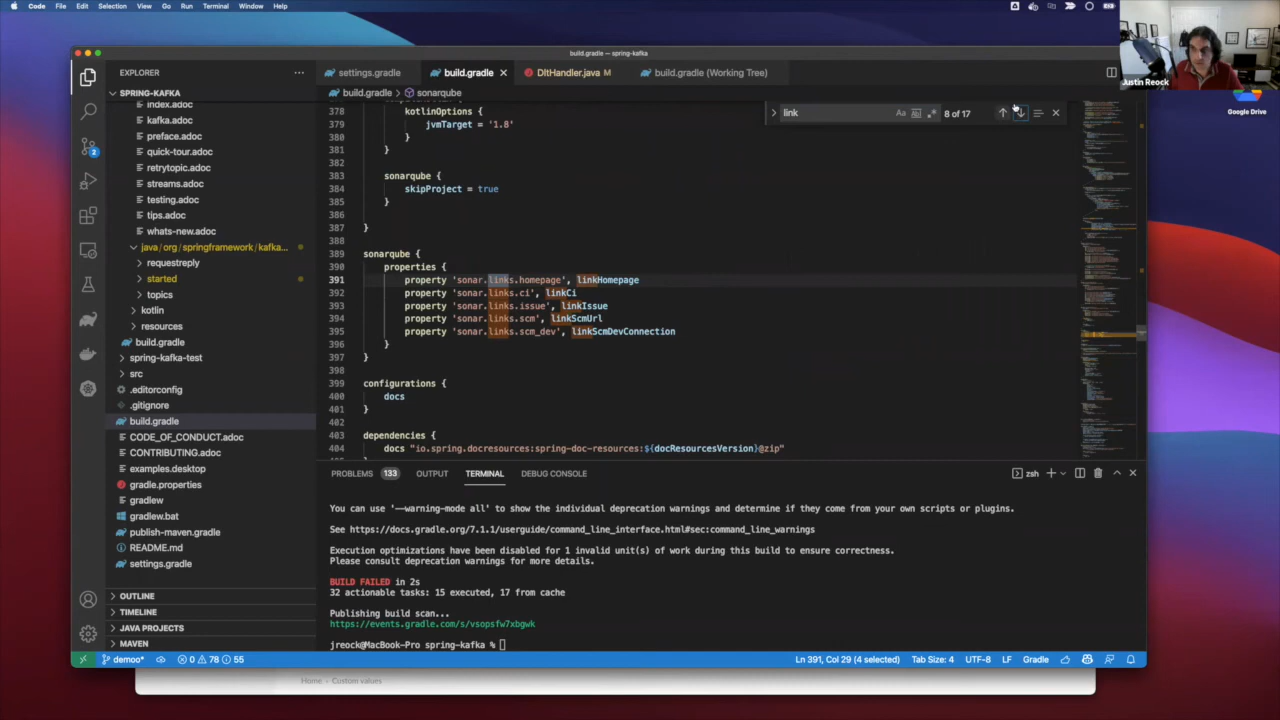 Code File Edit Selection View Go Run Terminal Window Help
build.gradle — spring-kafka
Justin Reock
Google Drive
EXPLORER
settings.gradle build.gradle DltHandler.java M build.gradle (Working Tree)
SPRING-KAFKA
build.gradle > sonarqube
link 8 of 17
index.adoc
kafka.adoc
preface.adoc
quick-tour.adoc
retrytopic.adoc
streams.adoc
testing.adoc
tips.adoc
whats-new.adoc
java / org / springframework / kafka...
requestreply
started
topics
kotlin
resources
build.gradle
spring-kafka-test
src
.editorconfig
.gitignore
build.gradle
CODE_OF_CONDUCT.adoc
CONTRIBUTING.adoc
examples.desktop
gradle.properties
gradlew
gradlew.bat
publish-maven.gradle
README.md
settings.gradle
OUTLINE
TIMELINE
JAVA PROJECTS
MAVEN
378
kotlinOptions {
379 jvmTarget = '1.8'
380 }
381 }
382
383 sonarqube {
384 skipProject = true
385 }
386
387 }
388
389 sonarqube {
390 properties {
391 property 'sonar.links.homepage', linkHomepage
392 property 'sonar.links.ci', linkCi
393 property 'sonar.links.issue', linkIssue
394 property 'sonar.links.scm', linkScmUrl
395 property 'sonar.links.scm_dev', linkScmDevConnection
396 }
397 }
398
399 configurations {
400 docs
401 }
402
403 dependencies {
404 docs "io.spring.docresources:spring-doc-resources:${docResourcesVersion}@zip"
PROBLEMS 133 OUTPUT TERMINAL DEBUG CONSOLE zsh
You can use '--warning-mode all' to show the individual deprecation warnings and determine if they come from your own scripts or plugins.
See https://docs.gradle.org/7.1.1/userguide/command_line_interface.html#sec:command_line_warnings
Execution optimizations have been disabled for 1 invalid unit(s) of work during this build to ensure correctness.
Please consult deprecation warnings for more details.
BUILD FAILED in 2s
32 actionable tasks: 15 executed, 17 from cache
Publishing build scan...
https://events.gradle.com/s/vsopsfw7xbgwk
jreock@MacBook-Pro spring-kafka %
demoo* 0 78 55 Ln 391, Col 29 (4 selected) Tab Size: 4 UTF-8 LF Gradle
Home › Custom values